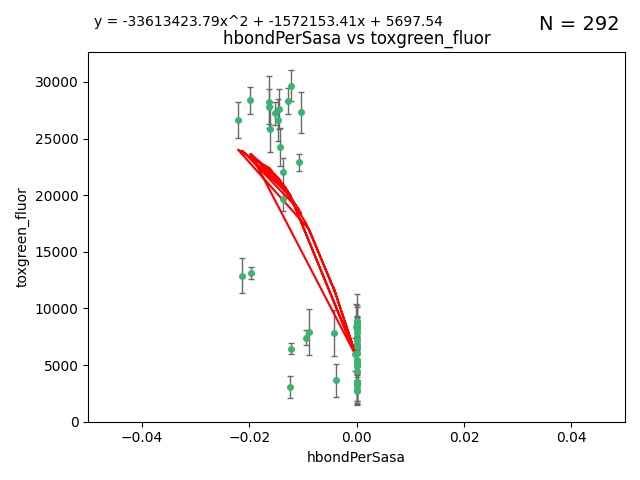 y = -33613423.79x^2 + -1572153.41x + 5697.54
N = 292
hbondPerSasa vs toxgreen_fluor
toxgreen_fluor
30000
25000
20000
15000
10000
5000
0
−0.04
−0.02
0.00
0.02
0.04
hbondPerSasa